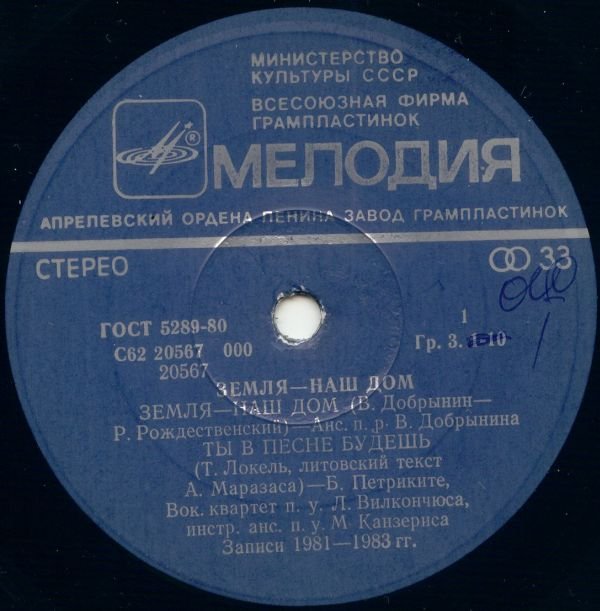 МИНИСТЕРСТВО
КУЛЬТУРЫ СССР
ВСЕСОЮЗНАЯ ФИРМА
ГРАМПЛАСТИНОК
®
МЕЛОДИЯ
АПРЕЛЕВСКИЙ ОРДЕНА ЛЕНИНА ЗАВОД ГРАМПЛАСТИНОК
СТЕРЕО
33
ГОСТ 5289-80
1
С62 20567 000
Гр. 3.
20567
ЗЕМЛЯ—НАШ ДОМ
ЗЕМЛЯ—НАШ ДОМ (В. Добрынин—
Р. Рождественский)—Анс. п. р. В. Добрынина
ТЫ В ПЕСНЕ БУДЕШЬ
(Т. Локель, литовский текст
А. Маразаса)—Б. Петриките,
Вок. квартет п. у. Л. Вилкончюса,
инстр. анс. п. у. М. Канзериса
Записи 1981—1983 гг.